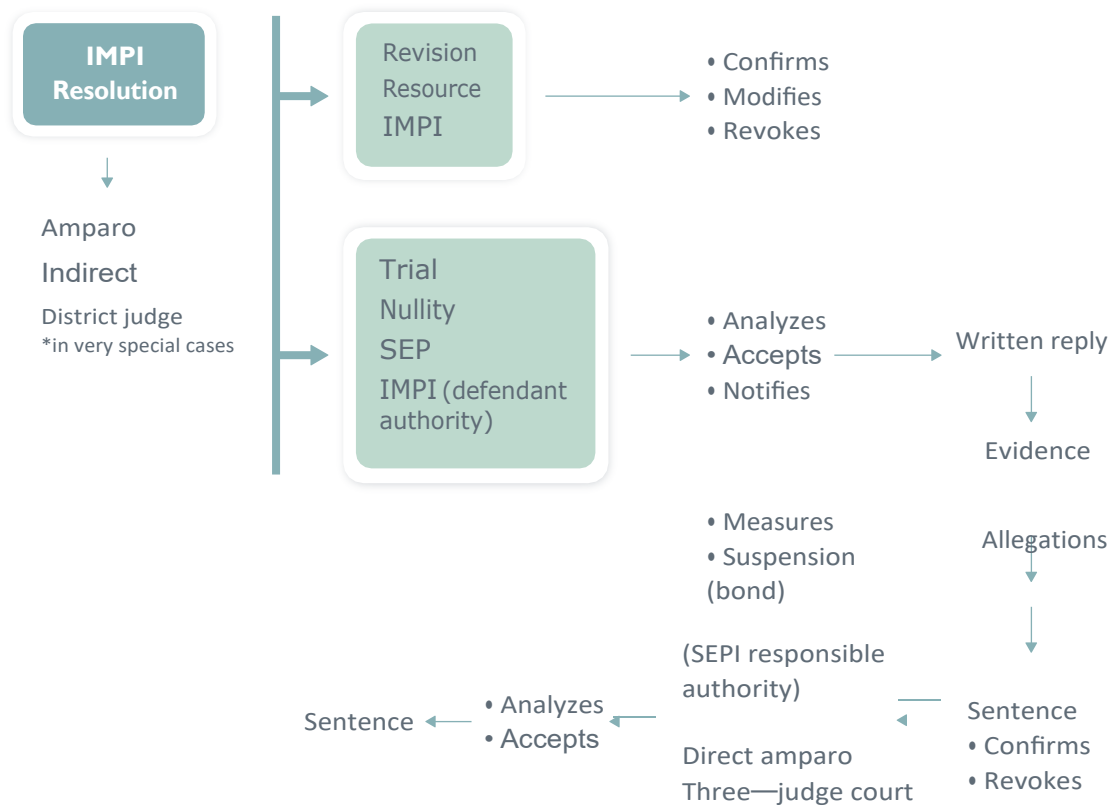 IMPI
Resolution
Amparo
Indirect
District judge
*in very special cases
Revision
Resource
IMPI
• Confirms
• Modifies
• Revokes
Trial
Nullity
SEP
IMPI (defendant
authority)
• Analyzes
• Accepts
• Notifies
Written reply
Evidence
• Measures
• Suspension
(bond)
Allegations
(SEPI responsible
authority)
Direct amparo
Three—judge court
Sentence
• Confirms
• Revokes
• Analyzes
• Accepts
Sentence